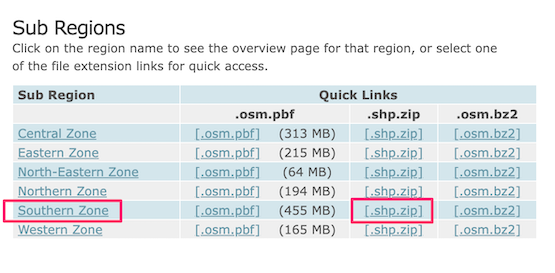 Sub Regions
Click on the region name to see the overview page for that region, or select one
of the file extension links for quick access.
Sub Region Quick Links
.osm.pbf .shp.zip .osm.bz2
Central Zone [.osm.pbf] (313 MB) [.shp.zip] [.osm.bz2]
Eastern Zone [.osm.pbf] (215 MB) [.shp.zip] [.osm.bz2]
North-Eastern Zone [.osm.pbf] (64 MB) [.shp.zip] [.osm.bz2]
Northern Zone [.osm.pbf] (194 MB) [.shp.zip] [.osm.bz2]
Southern Zone [.osm.pbf] (455 MB) [.shp.zip] [.osm.bz2]
Western Zone [.osm.pbf] (165 MB) [.shp.zip] [.osm.bz2]